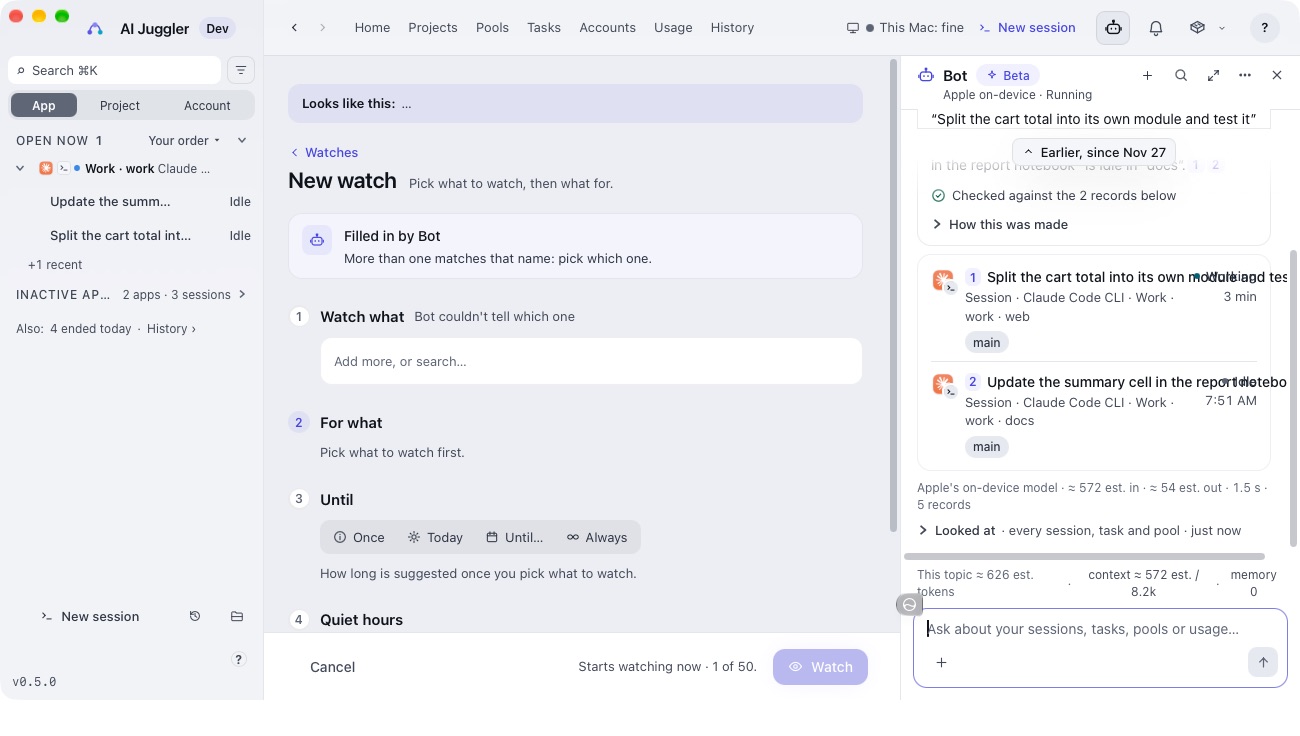 AI Juggler Dev
Search ⌘K
App Project Account
OPEN NOW 1 Your order
Work · work Claude ...
Update the summ... Idle
Split the cart total int... Idle
+1 recent
INACTIVE AP... 2 apps · 3 sessions
Also: 4 ended today · History ›
New session
?
v0.5.0
Home Projects Pools Tasks Accounts Usage History
This Mac: fine New session ?
Looks like this: ...
Watches
New watch Pick what to watch, then what for.
Filled in by Bot
More than one matches that name: pick which one.
1 Watch what Bot couldn't tell which one
Add more, or search...
2 For what
Pick what to watch first.
3 Until
Once Today Until... Always
How long is suggested once you pick what to watch.
4 Quiet hours
Cancel Starts watching now · 1 of 50. Watch
Bot Beta
Apple on-device · Running
“Split the cart total into its own module and test it”
Earlier, since Nov 27
in the report notebook” is idle in “docs”. 1 2
Checked against the 2 records below
How this was made
1 Split the cart total into its own module and tes
Working
Session · Claude Code CLI · Work · 3 min
work · web
main
2 Update the summary cell in the report notebo
Idle
Session · Claude Code CLI · Work · 7:51 AM
work · docs
main
Apple's on-device model · ≈ 572 est. in · ≈ 54 est. out · 1.5 s ·
5 records
Looked at · every session, task and pool · just now
This topic ≈ 626 est. · context ≈ 572 est. / · memory
tokens 8.2k 0
Ask about your sessions, tasks, pools or usage...